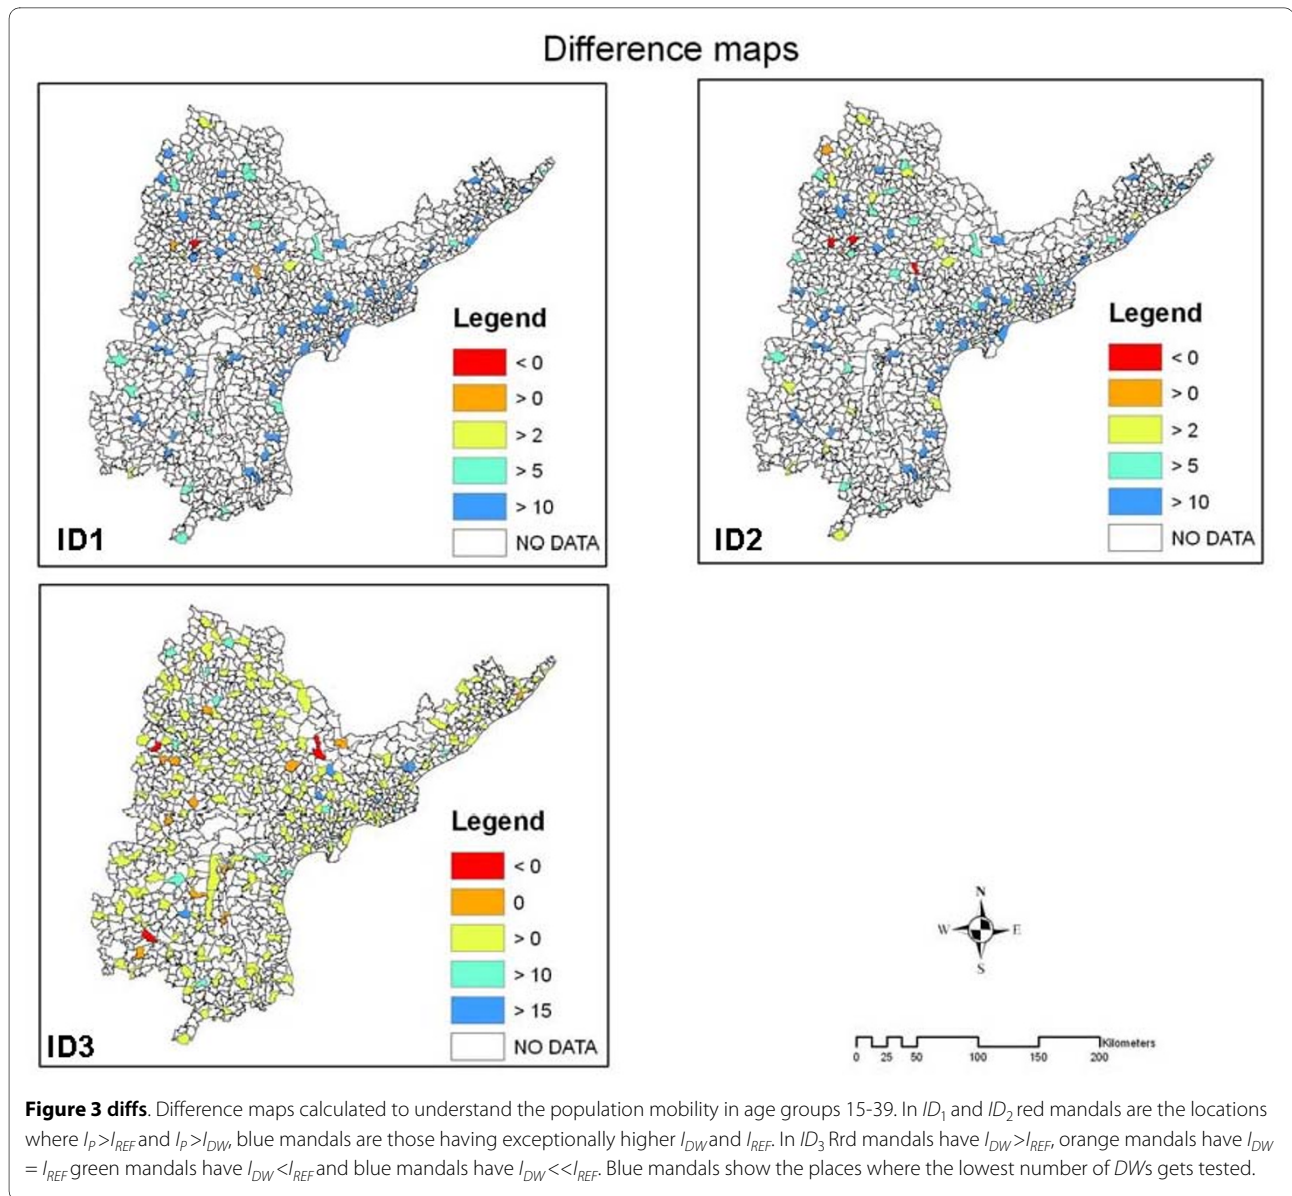 Difference maps
Legend
< 0
> 0
> 2
> 5
> 10
NO DATA
ID1
Legend
< 0
> 0
> 2
> 5
> 10
NO DATA
ID2
Legend
< 0
0
> 0
> 10
> 15
NO DATA
ID3
N
W E
S
Kilometers
0 25 50 100 150 200
Figure 3 diffs. Difference maps calculated to understand the population mobility in age groups 15-39. In ID1 and ID2 red mandals are the locations
where IP >IREF and IP >IDW, blue mandals are those having exceptionally higher IDW and IREF. In ID3 Rrd mandals have IDW >IREF, orange mandals have IDW
= IREF green mandals have IDW <IREF and blue mandals have IDW <<IREF. Blue mandals show the places where the lowest number of DWs gets tested.